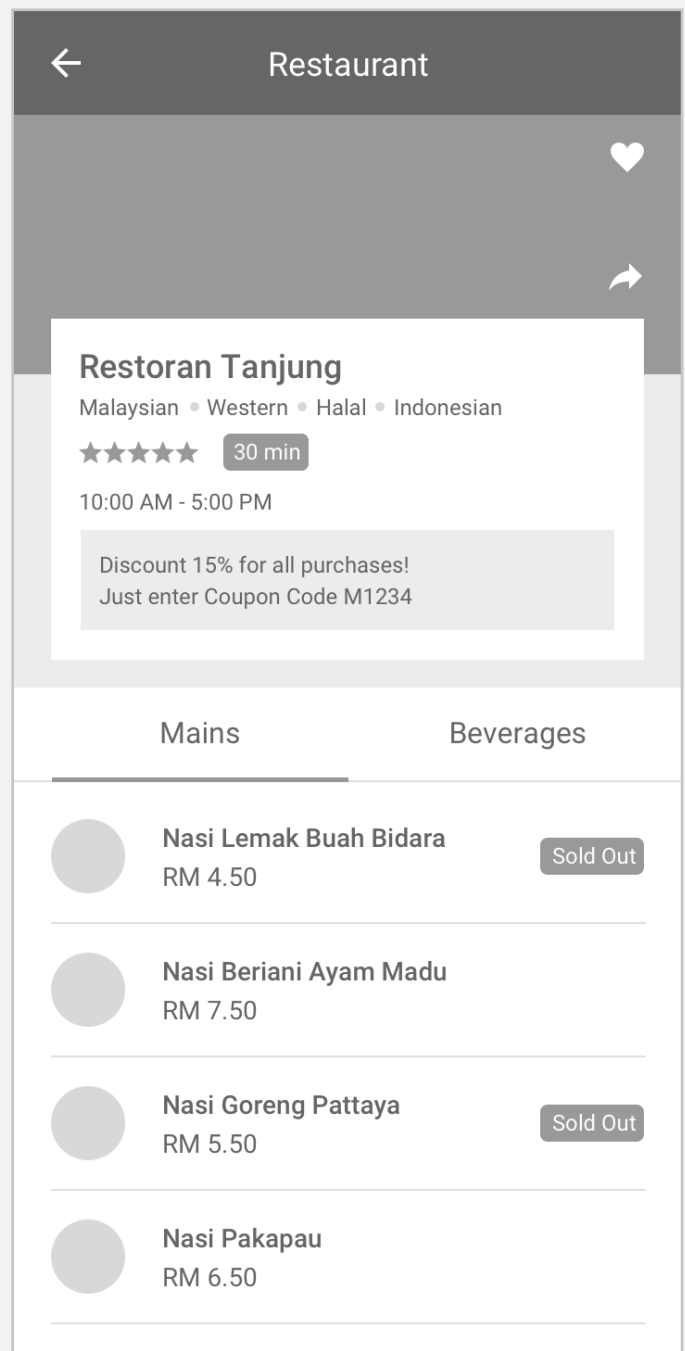 Restaurant
Restoran Tanjung
Malaysian Western Halal Indonesian
30 min
10:00 AM - 5:00 PM
Discount 15% for all purchases!
Just enter Coupon Code M1234
Mains Beverages
Nasi Lemak Buah Bidara
RM 4.50
Sold Out
Nasi Beriani Ayam Madu
RM 7.50
Nasi Goreng Pattaya
RM 5.50
Sold Out
Nasi Pakapau
RM 6.50